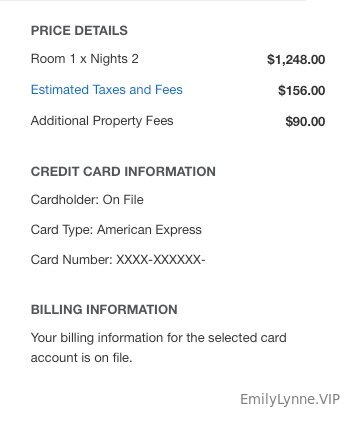 PRICE DETAILS
Room 1 x Nights 2 $1,248.00
Estimated Taxes and Fees $156.00
Additional Property Fees $90.00
CREDIT CARD INFORMATION
Cardholder: On File
Card Type: American Express
Card Number: XXXX-XXXXXX-
BILLING INFORMATION
Your billing information for the selected card
account is on file.
EmilyLynne.VIP